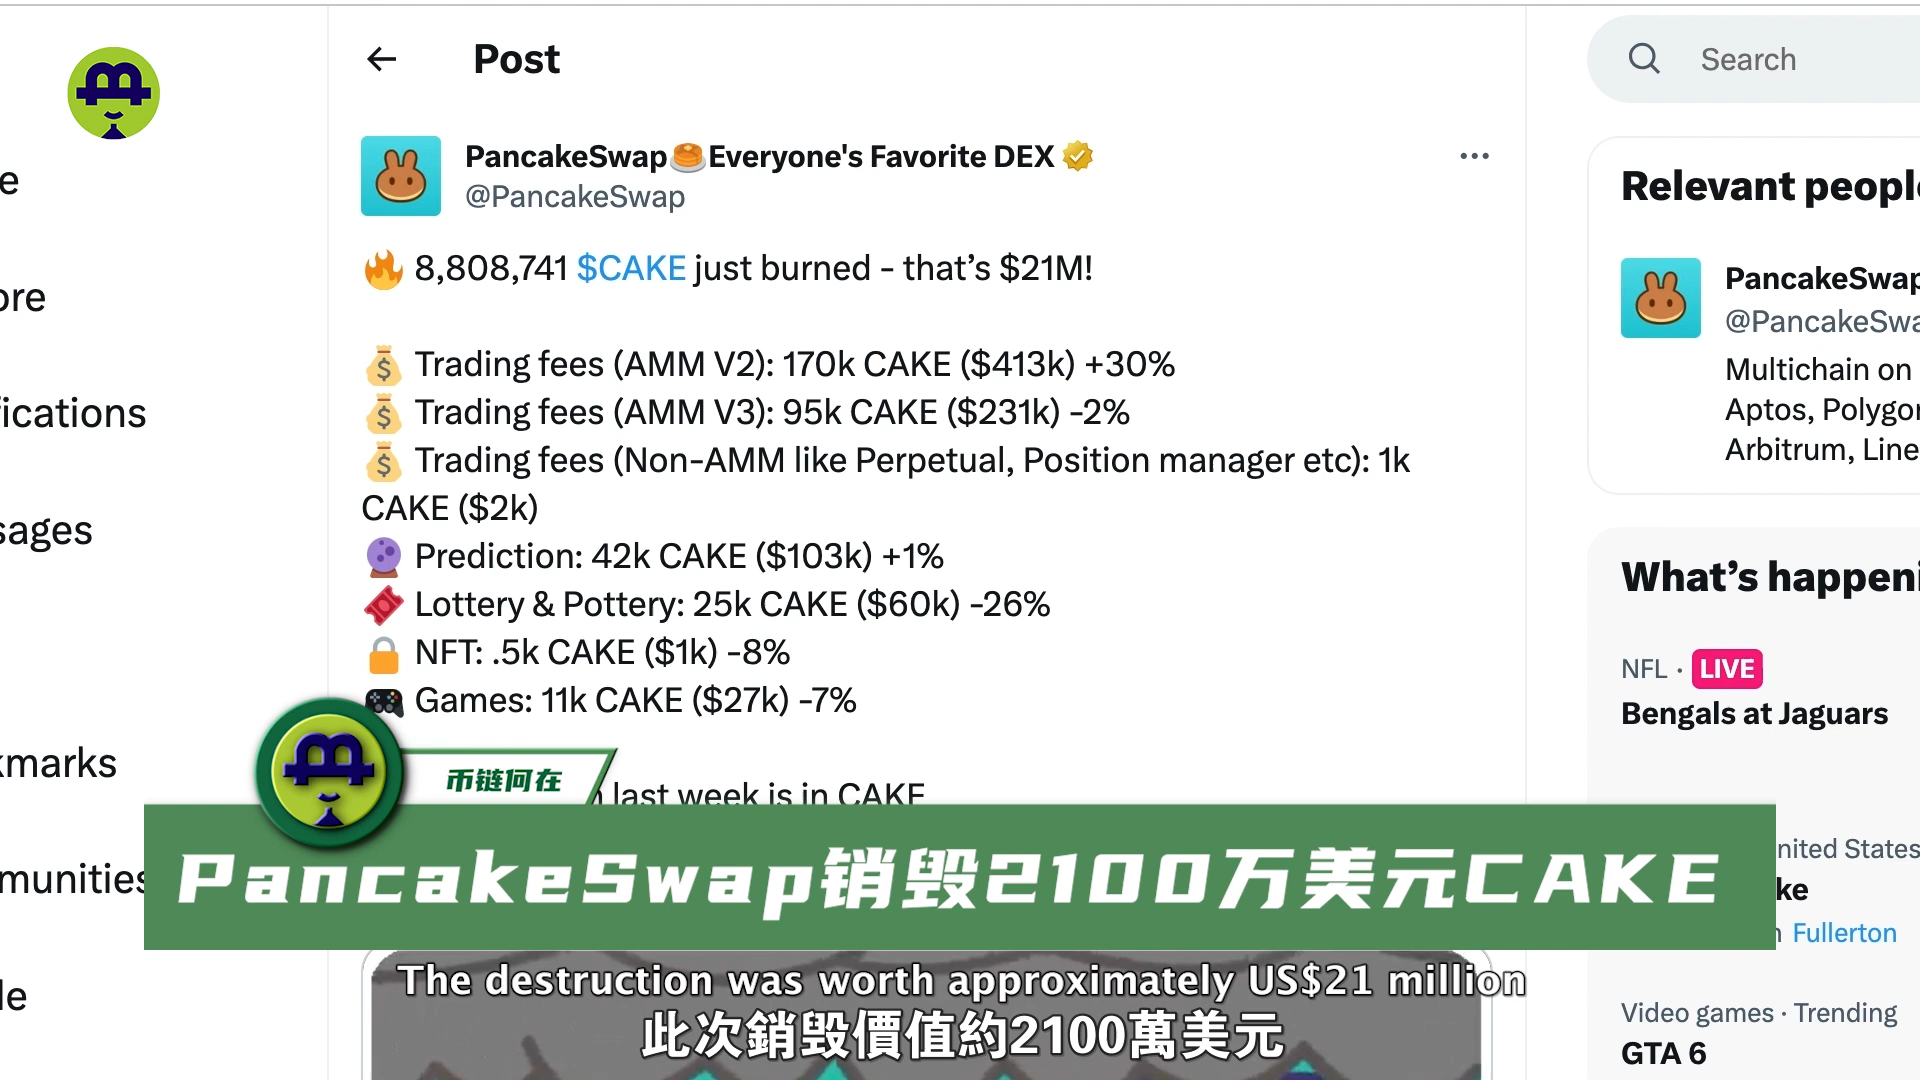 Post
Search
PancakeSwap🥞Everyone's Favorite DEX
@PancakeSwap
🔥 8,808,741 $CAKE just burned - that’s $21M!
💰 Trading fees (AMM V2): 170k CAKE ($413k) +30%
💰 Trading fees (AMM V3): 95k CAKE ($231k) -2%
💰 Trading fees (Non-AMM like Perpetual, Position manager etc): 1k
CAKE ($2k)
🔮 Prediction: 42k CAKE ($103k) +1%
🎟 Lottery & Pottery: 25k CAKE ($60k) -26%
🔒 NFT: .5k CAKE ($1k) -8%
🎮 Games: 11k CAKE ($27k) -7%
last week is in CAKE
币链何在
PancakeSwap销毁2100万美元CAKE
The destruction was worth approximately US$21 million
此次銷毀價值約2100萬美元
e
ore
fications
sages
kmarks
munities
le
Relevant people
PancakeSwap
@PancakeSwa
Multichain on
Aptos, Polygon
Arbitrum, Line
What’s happeni
NFL · LIVE
Bengals at Jaguars
nited States
ke
Fullerton
Video games · Trending
GTA 6